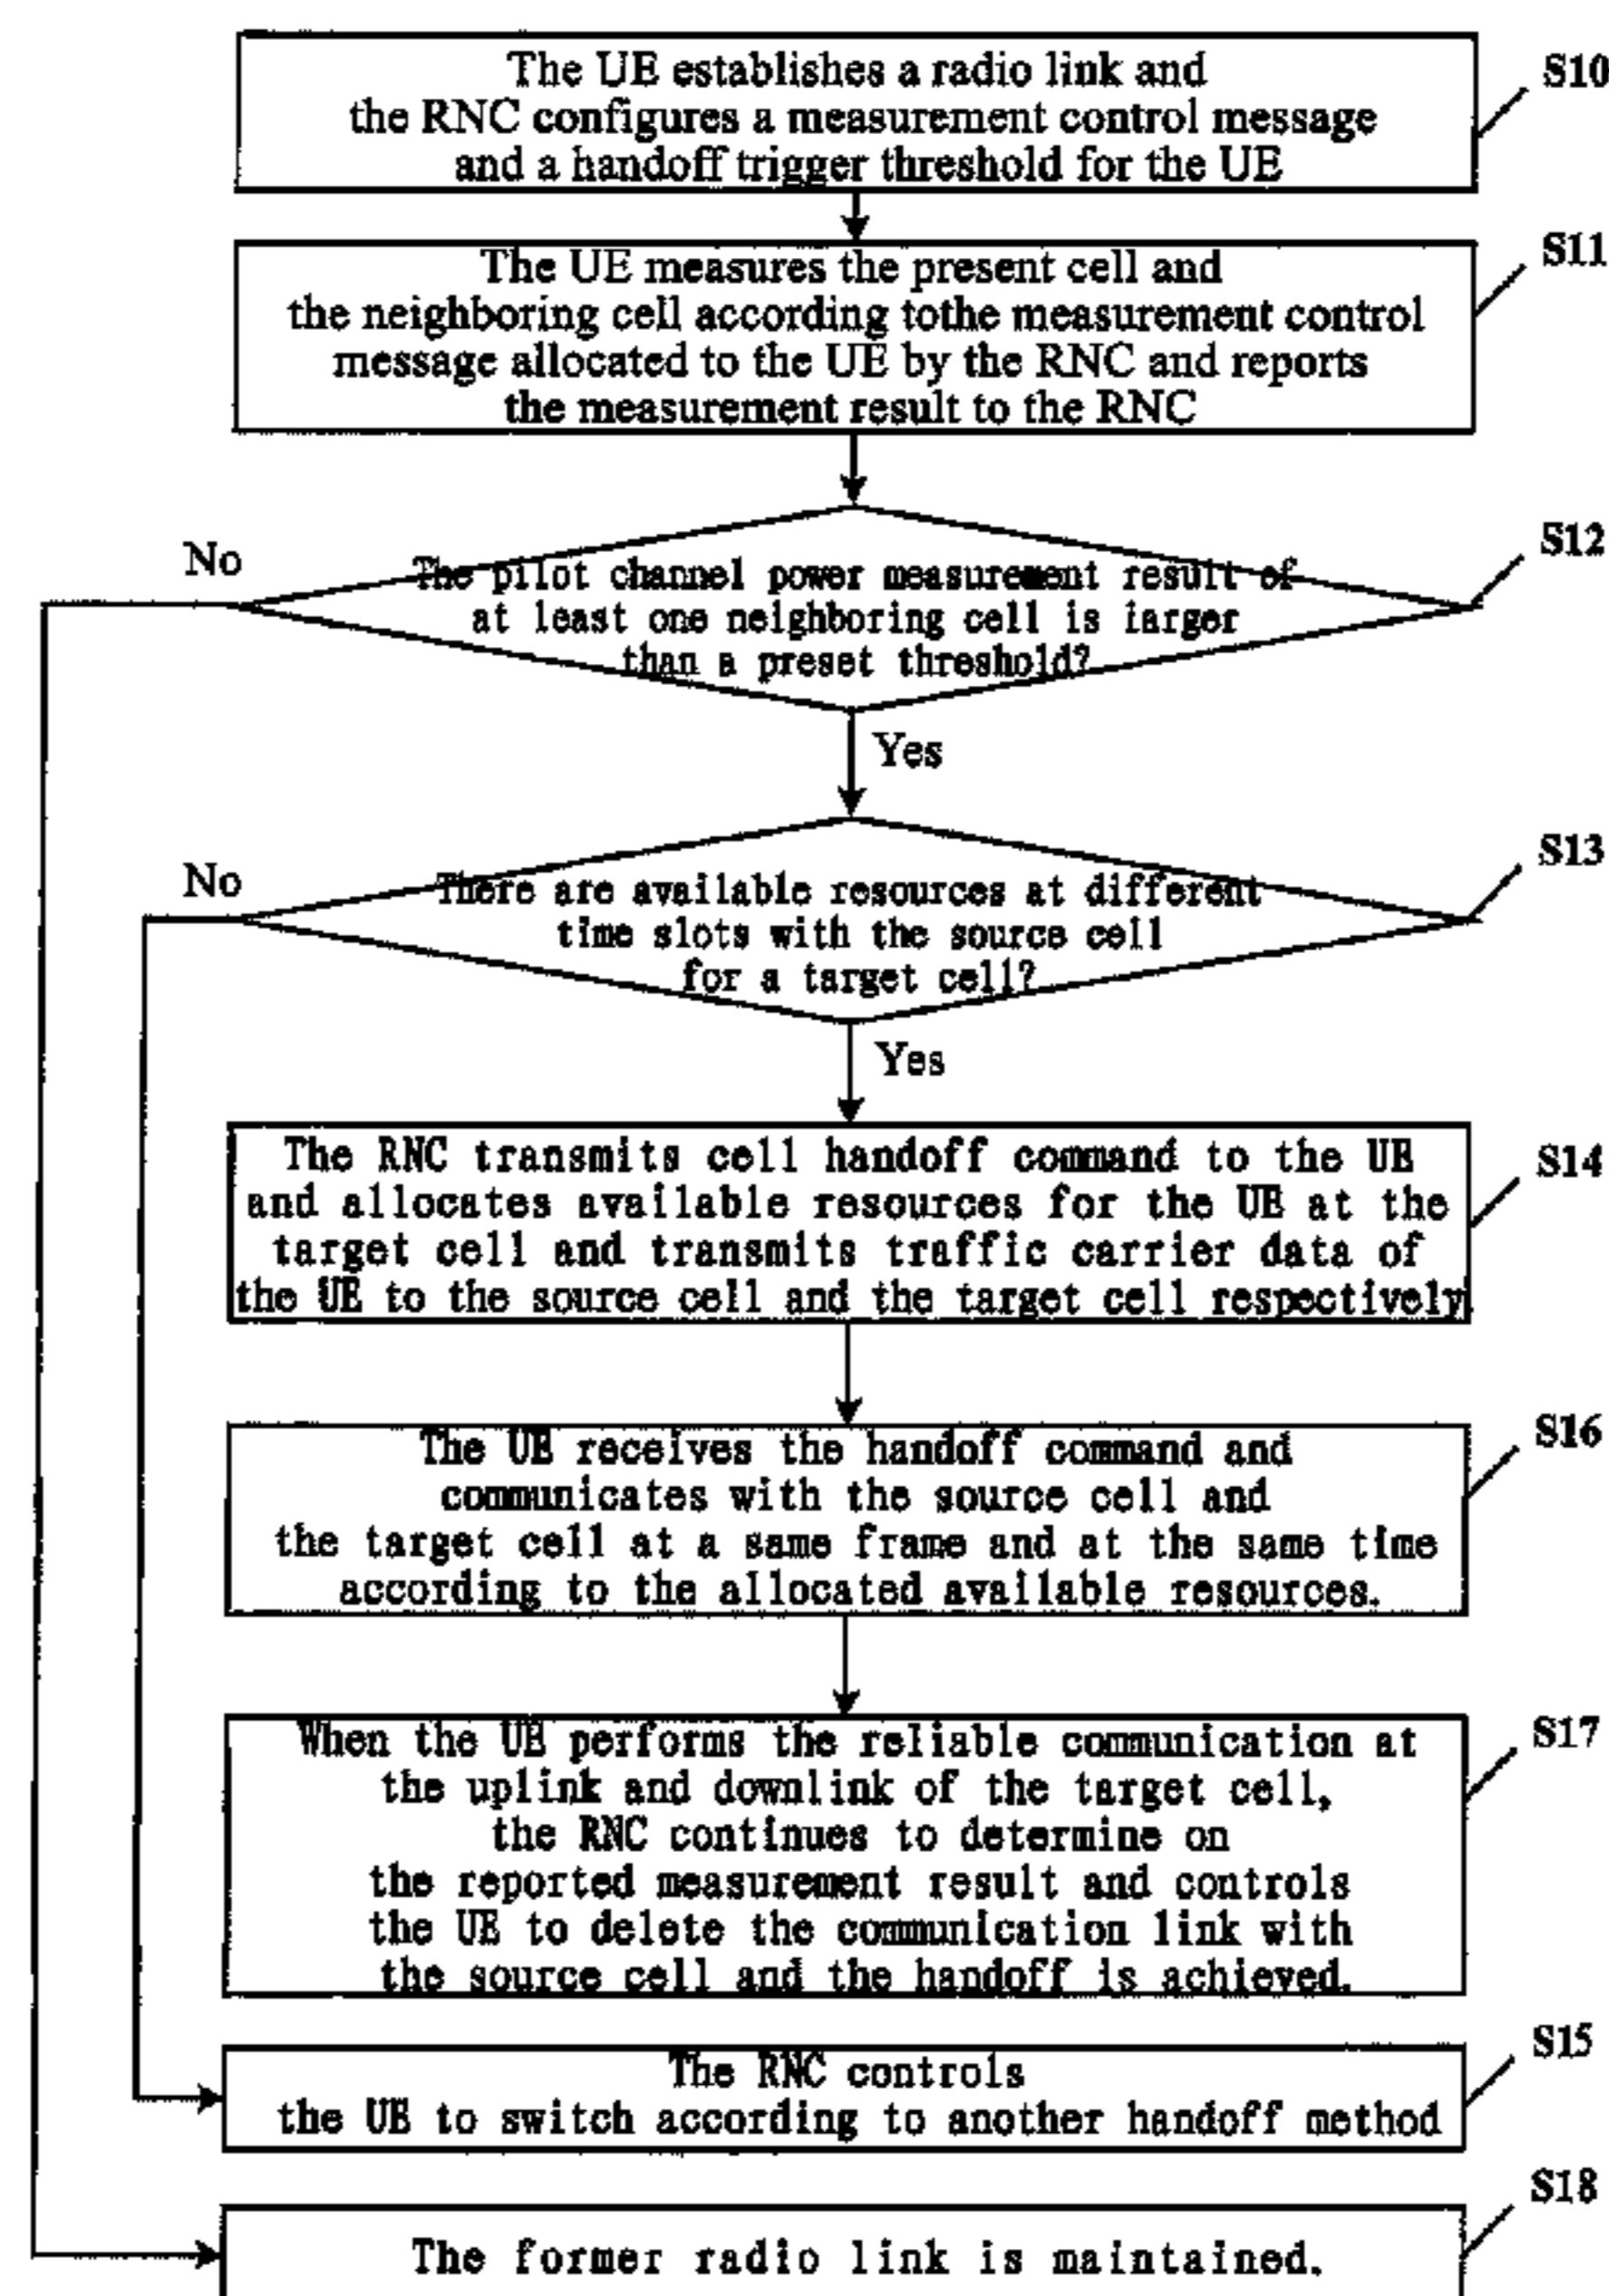 The UE establishes a radio link and
the RNC configures a measurement control message
and a handoff trigger threshold for the UE
S10
The UE measures the present cell and
the neighboring cell according tothe measurement control
message allocated to the UE by the RNC and reports
the measurement result to the RNC
S11
No
The pilot channel power measurement result of
at least one neighboring cell is iarger
than a preset threshold?
S12
Yes
No
There are available resources at different
time slots with the source cell
for a target cell?
S13
Yes
The RNC transmits cell handoff command to the UE
and allocates available resources for the UE at the
target cell and transmits traffic carrier data of
the UE to the source cell and the target cell respectively
S14
The UE receives the handoff command and
communicates with the source cell and
the target cell at a same frame and at the same time
according to the allocated available resources.
S16
When the UE performs the reliable communication at
the uplink and downlink of the target cell,
the RNC continues to determine on
the reported measurement result and controls
the UE to delete the communication link with
the source cell and the handoff is achieved.
S17
The RNC controls
the UE to switch according to another handoff method
S15
The former radio link is maintained.
S18